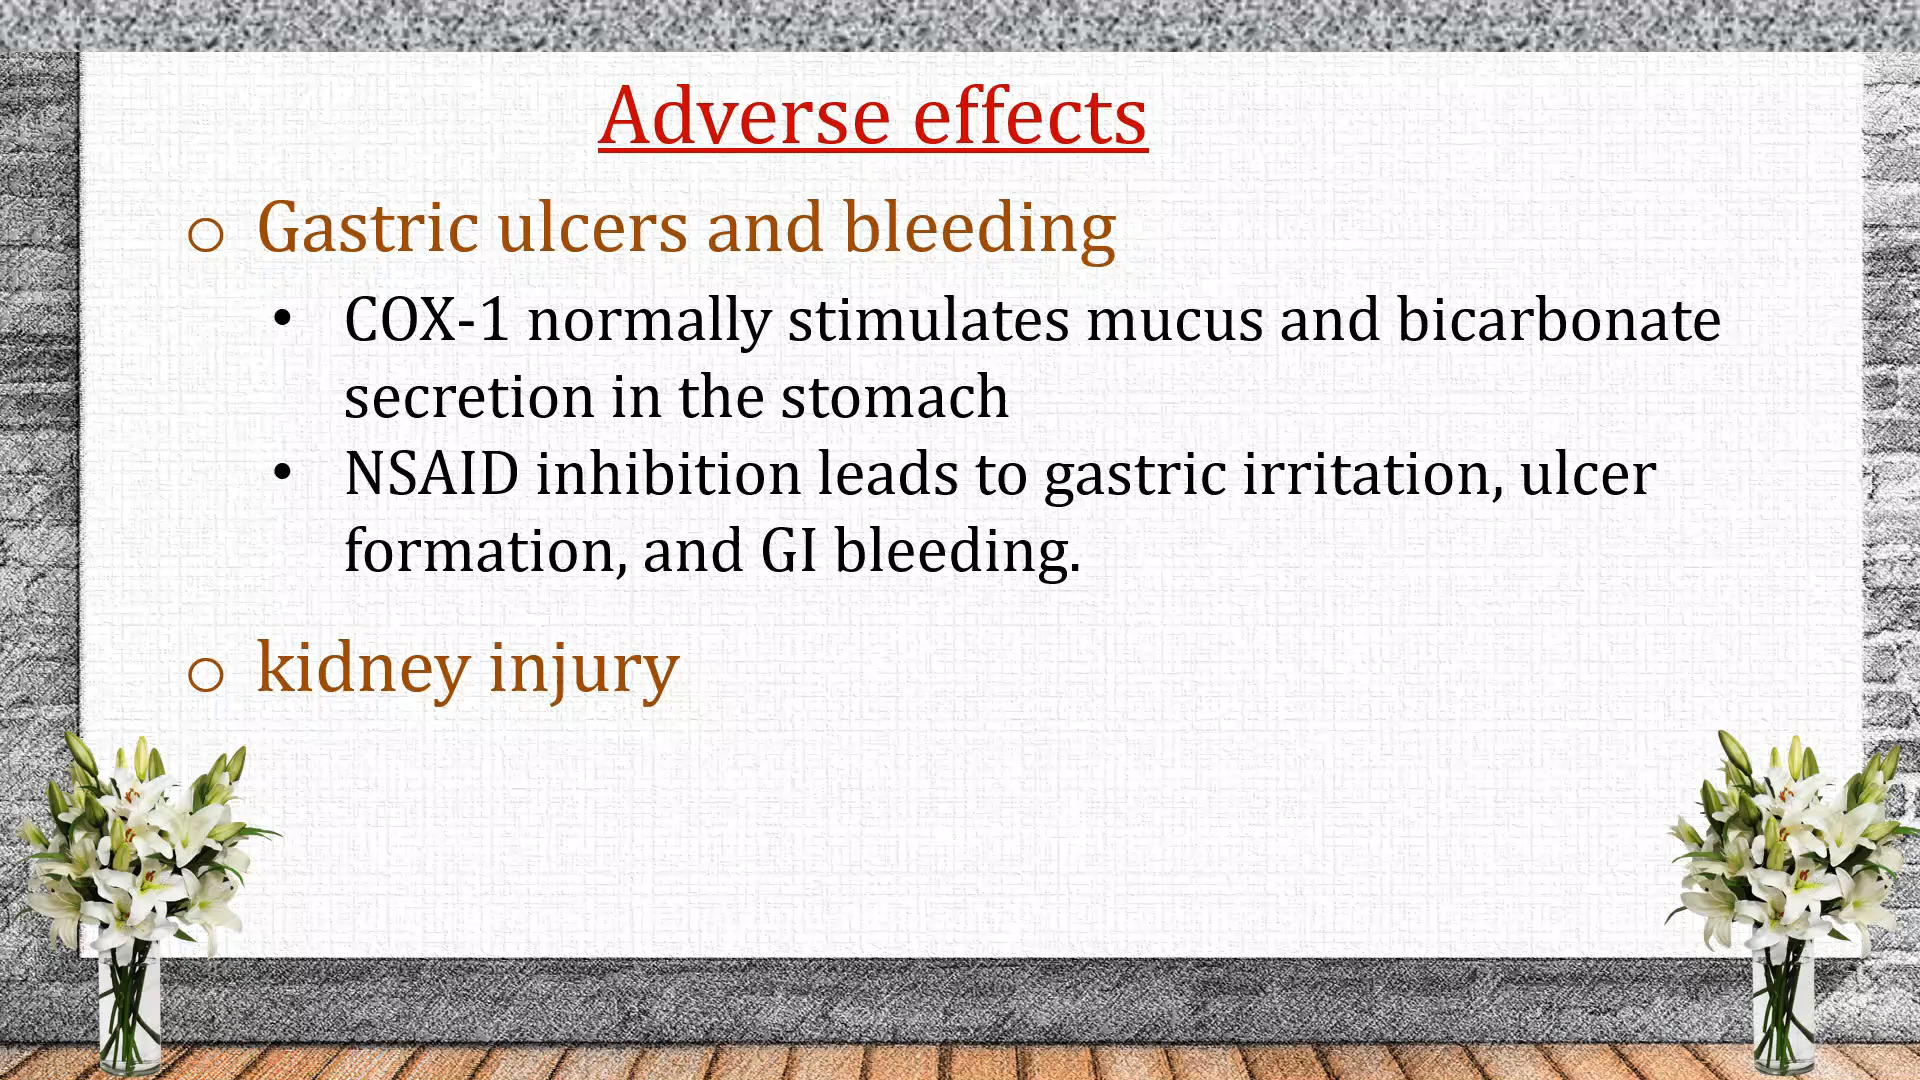 Adverse effects
o Gastric ulcers and bleeding
• COX-1 normally stimulates mucus and bicarbonate
secretion in the stomach
• NSAID inhibition leads to gastric irritation, ulcer
formation, and GI bleeding.
o kidney injury